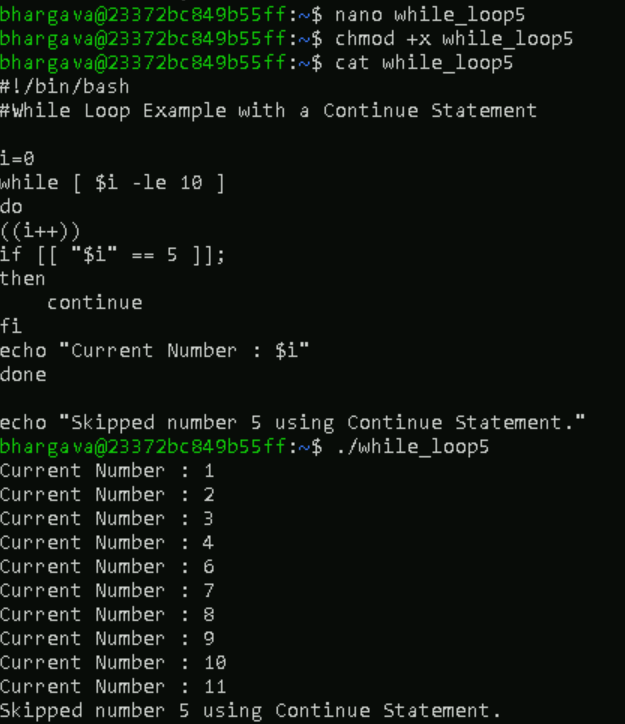 bhargava@23372bc849b55ff:~$ nano while_loop5
bhargava@23372bc849b55ff:~$ chmod +x while_loop5
bhargava@23372bc849b55ff:~$ cat while_loop5
#!/bin/bash
#While Loop Example with a Continue Statement

i=0
while [ $i -le 10 ]
do
((i++))
if [[ "$i" == 5 ]];
then
    continue
fi
echo "Current Number : $i"
done

echo "Skipped number 5 using Continue Statement."
bhargava@23372bc849b55ff:~$ ./while_loop5
Current Number : 1
Current Number : 2
Current Number : 3
Current Number : 4
Current Number : 6
Current Number : 7
Current Number : 8
Current Number : 9
Current Number : 10
Current Number : 11
Skipped number 5 using Continue Statement.